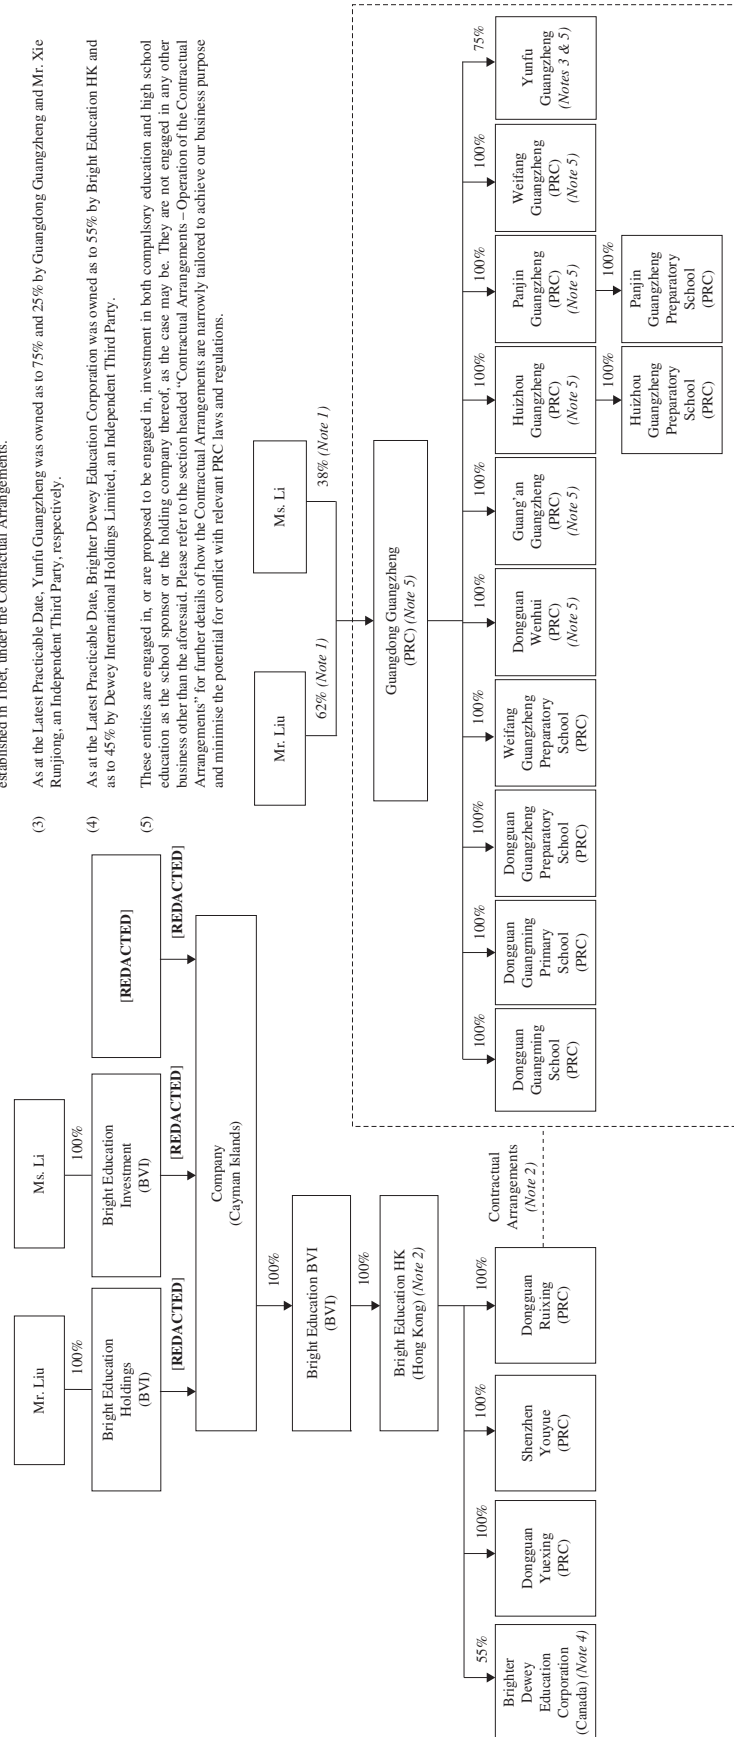 established in Tibet, under the Contractual Arrangements.
(3) As at the Latest Practicable Date, Yunfu Guangzheng was owned as to 75% and 25% by Guangdong Guangzheng and Mr. Xie
Runjiong, an Independent Third Party, respectively.
(4) As at the Latest Practicable Date, Brighter Dewey Education Corporation was owned as to 55% by Bright Education HK and
as to 45% by Dewey International Holdings Limited, an Independent Third Party.
(5) These entities are engaged in, or are proposed to be engaged in, investment in both compulsory education and high school
education as the school sponsor or the holding company thereof, as the case may be. They are not engaged in any other
business other than the aforesaid. Please refer to the section headed “Contractual Arrangements – Operation of the Contractual
Arrangements” for further details of how the Contractual Arrangements are narrowly tailored to achieve our business purpose
and minimise the potential for conflict with relevant PRC laws and regulations.
Mr. Liu
Ms. Li
100%
100%
Bright Education
Holdings
(BVI)
Bright Education
Investment
(BVI)
[REDACTED]
[REDACTED]
[REDACTED]
[REDACTED]
Company
(Cayman Islands)
100%
Bright Education BVI
(BVI)
100%
Bright Education HK
(Hong Kong) (Note 2)
55%
100%
100%
100%
Brighter
Dewey
Education
Corporation
(Canada) (Note 4)
Dongguan
Yuexing
(PRC)
Shenzhen
Youyue
(PRC)
Dongguan
Ruixing
(PRC)
Contractual
Arrangements
(Note 2)
Mr. Liu
Ms. Li
62% (Note 1)
38% (Note 1)
Guangdong Guangzheng
(PRC) (Note 5)
100%
100%
100%
100%
100%
100%
100%
100%
100%
75%
Dongguan
Guangming
School
(PRC)
Dongguan
Guangming
Primary
School
(PRC)
Dongguan
Guangzheng
Preparatory
School
(PRC)
Weifang
Guangzheng
Preparatory
School
(PRC)
Dongguan
Wenhui
(PRC)
(Note 5)
Guang’an
Guangzheng
(PRC)
(Note 5)
Huizhou
Guangzheng
(PRC)
(Note 5)
Panjin
Guangzheng
(PRC)
(Note 5)
Weifang
Guangzheng
(PRC)
(Note 5)
Yunfu
Guangzheng
(Notes 3 & 5)
100%
100%
Huizhou
Guangzheng
Preparatory
School
(PRC)
Panjin
Guangzheng
Preparatory
School
(PRC)